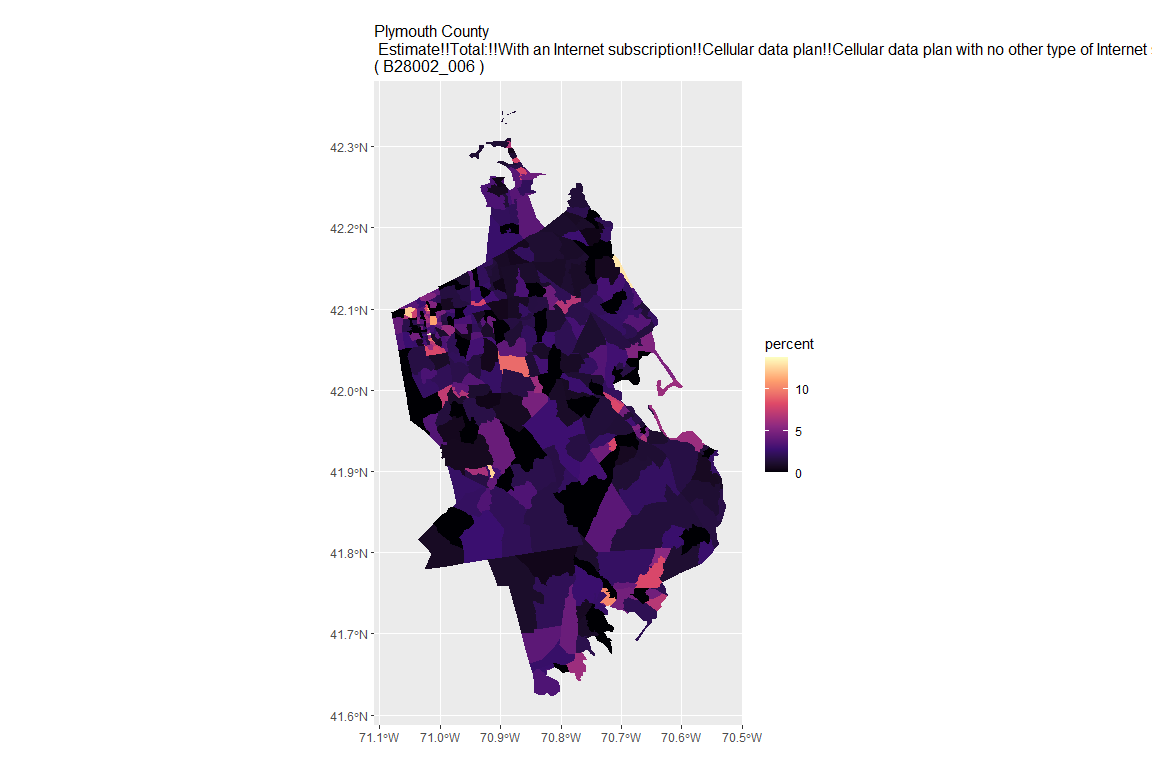 Plymouth County
Estimate!!Total:!!With an Internet subscription!!Cellular data plan!!Cellular data plan with no other type of Internet
( B28002_006 )
42.3°N
42.2°N
42.1°N
42.0°N
41.9°N
41.8°N
41.7°N
41.6°N
71.1°W 71.0°W 70.9°W 70.8°W 70.7°W 70.6°W 70.5°W
percent
10
5
0